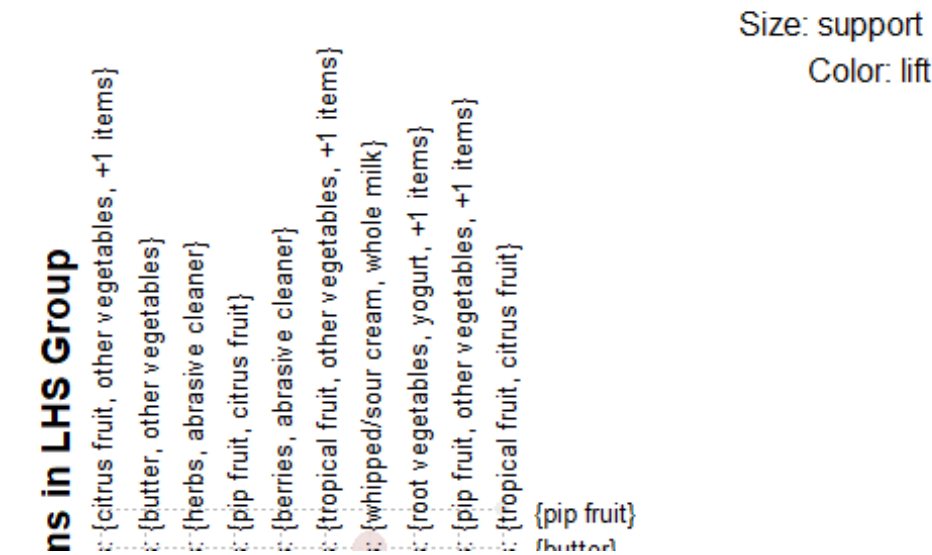 Size: support
Color: lift
ns in LHS Group
s: {citrus fruit, other vegetables, +1 items}
s: {butter, other vegetables}
s: {herbs, abrasive cleaner}
s: {pip fruit, citrus fruit}
s: {berries, abrasive cleaner}
s: {tropical fruit, other vegetables, +1 items}
s: {whipped/sour cream, whole milk}
s: {root vegetables, yogurt, +1 items}
s: {pip fruit, other vegetables, +1 items}
s: {tropical fruit, citrus fruit}
{pip fruit}
{butter}